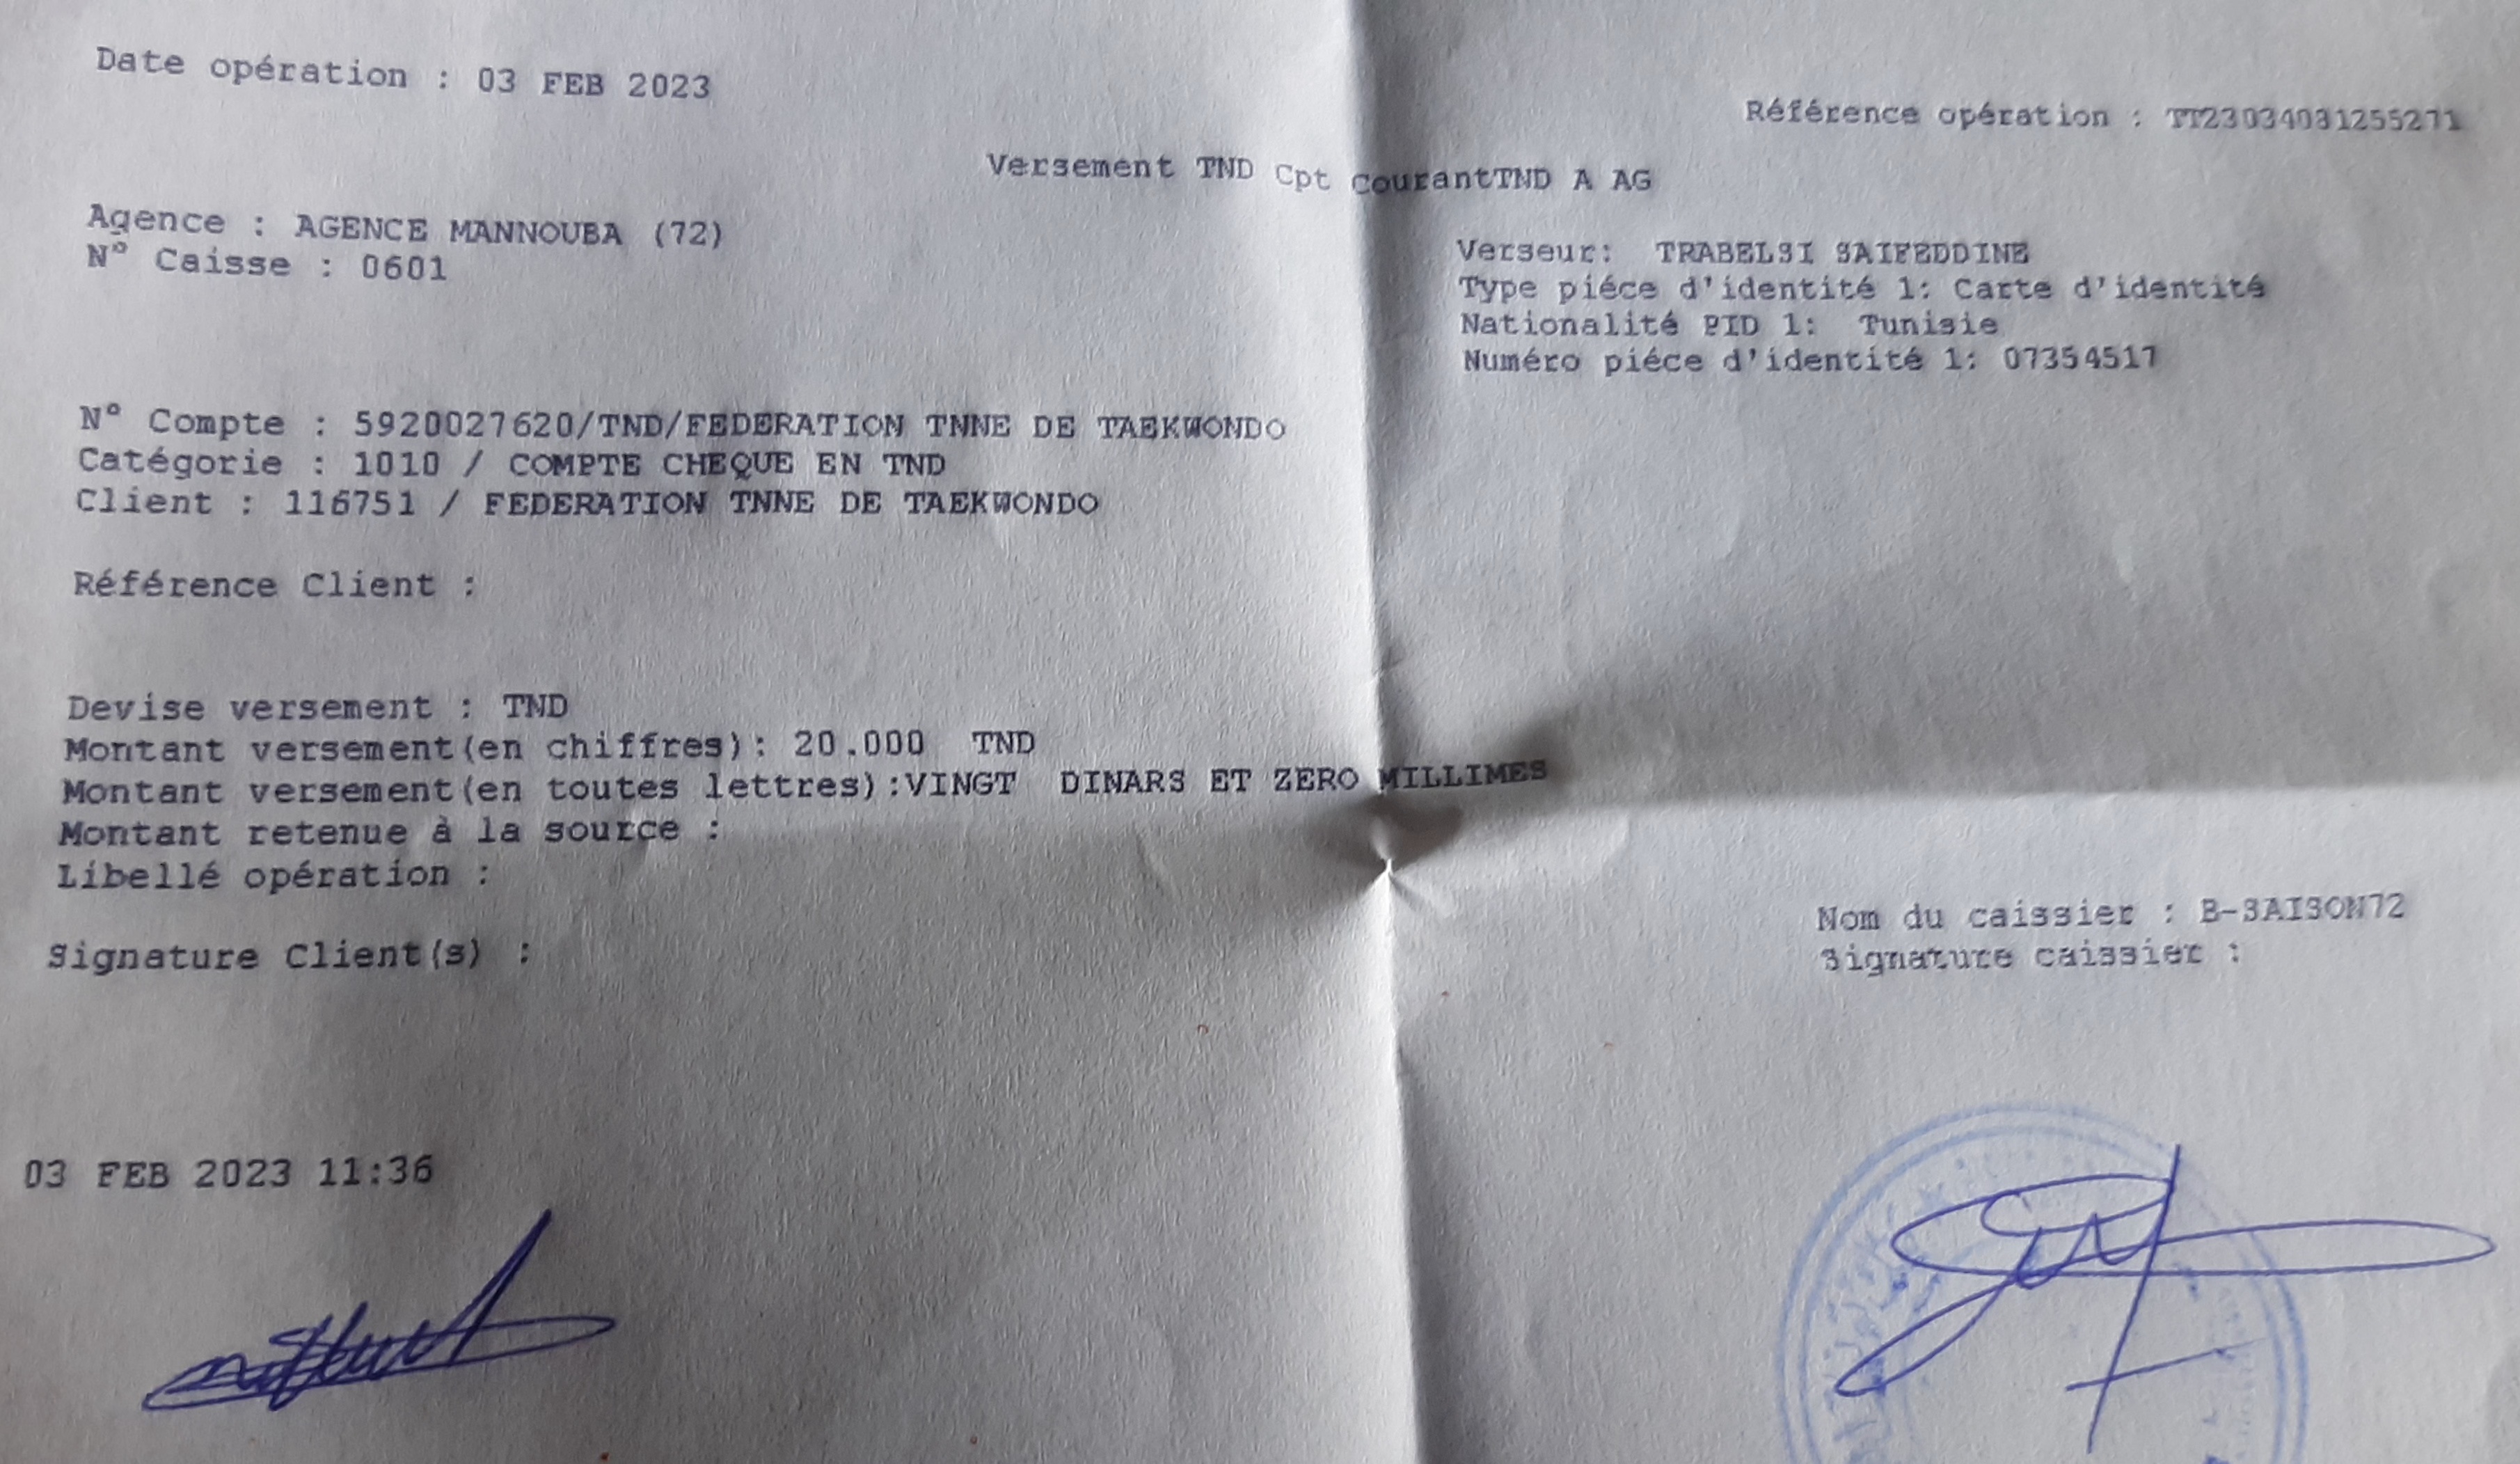 Date opération : 03 FEB 2023
Référence opération : TT23034081255271
Versement TND Cpt CourantTND A AG
Agence : AGENCE MANNOUBA (72)
N° Caisse : 0601
Verseur: TRABELSI SAIFEDDINE
Type piéce d'identité 1: Carte d'identité
Nationalité PID 1: Tunisie
Numéro piéce d'identité 1: 07354517
N° Compte : 5920027620/TND/FEDERATION TNNE DE TAEKWONDO
Catégorie : 1010 / COMPTE CHEQUE EN TND
Client : 116751 / FEDERATION TNNE DE TAEKWONDO
Référence Client :
Devise versement : TND
Montant versement(en chiffres): 20.000 TND
Montant versement(en toutes lettres):VINGT DINARS ET ZERO MILLIMES
Montant retenue à la source :
Libellé opération :
Nom du caissier : B-SAISON72
Signature caissier :
Signature Client(s) :
03 FEB 2023 11:36